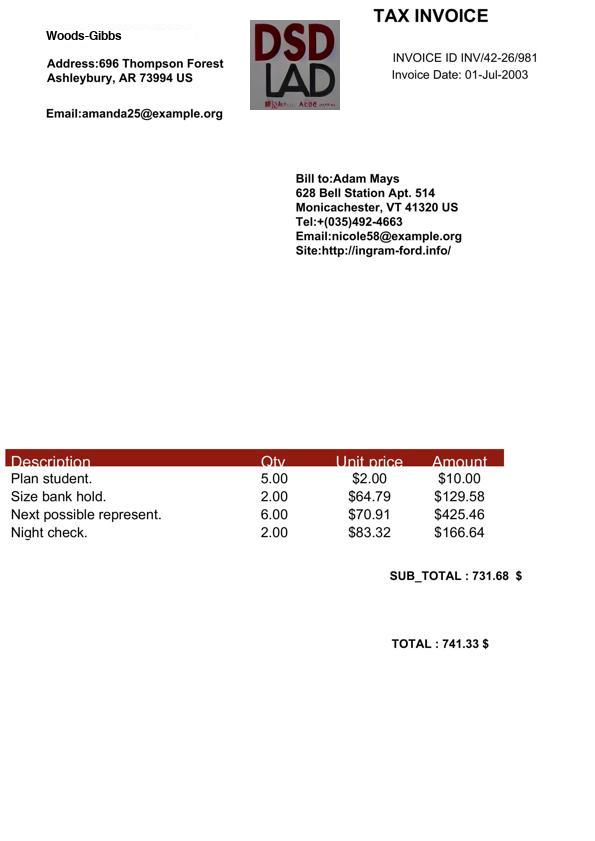 TAX INVOICE
Woods-Gibbs
Address:696 Thompson Forest
Ashleybury, AR 73994 US
Email:amanda25@example.org
DSD
LAD
INVOICE ID INV/42-26/981
Invoice Date: 01-Jul-2003
Bill to:Adam Mays
628 Bell Station Apt. 514
Monicachester, VT 41320 US
Tel:+(035)492-4663
Email:nicole58@example.org
Site:http://ingram-ford.info/
Description Qty Unit price Amount
Plan student. 5.00 $2.00 $10.00
Size bank hold. 2.00 $64.79 $129.58
Next possible represent. 6.00 $70.91 $425.46
Night check. 2.00 $83.32 $166.64
SUB_TOTAL : 731.68 $
TOTAL : 741.33 $